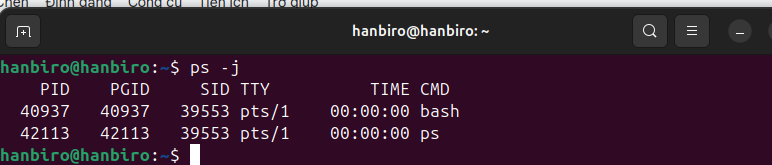 Chèn Định dạng Công cụ Tiện ích Trợ giúp
hanbiro@hanbiro: ~
hanbiro@hanbiro:~$ ps -j
PID PGID SID TTY TIME CMD
40937 40937 39553 pts/1 00:00:00 bash
42113 42113 39553 pts/1 00:00:00 ps
hanbiro@hanbiro:~$